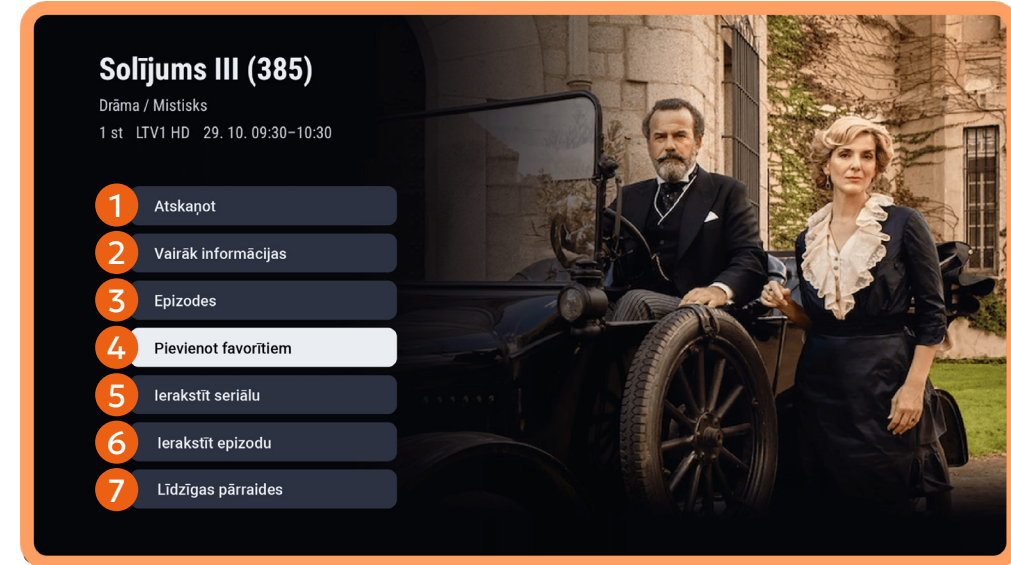 Solījums III (385)
Drāma / Mistisks
1 st LTV1 HD 29. 10. 09:30–10:30
1 Atskaņot
2 Vairāk informācijas
3 Epizodes
4 Pievienot favorītiem
5 Ierakstīt seriālu
6 Ierakstīt epizodu
7 Līdzīgas pārraides